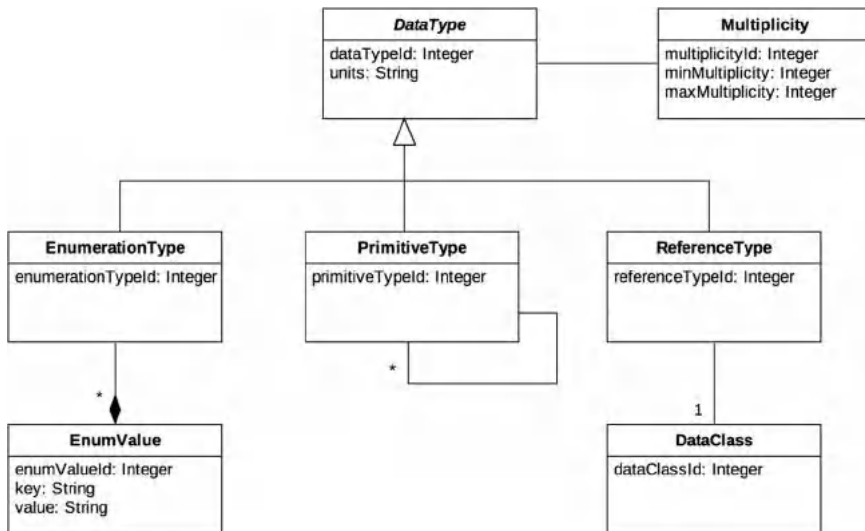 DataType
dataTypeId: Integer
units: String
Multiplicity
multiplicityId: Integer
minMultiplicity: Integer
maxMultiplicity: Integer
EnumerationType
enumerationTypeId: Integer
PrimitiveType
primitiveTypeId: Integer
*
ReferenceType
referenceTypeId: Integer
*
EnumValue
enumValueId: Integer
key: String
value: String
1
DataClass
dataClassId: Integer